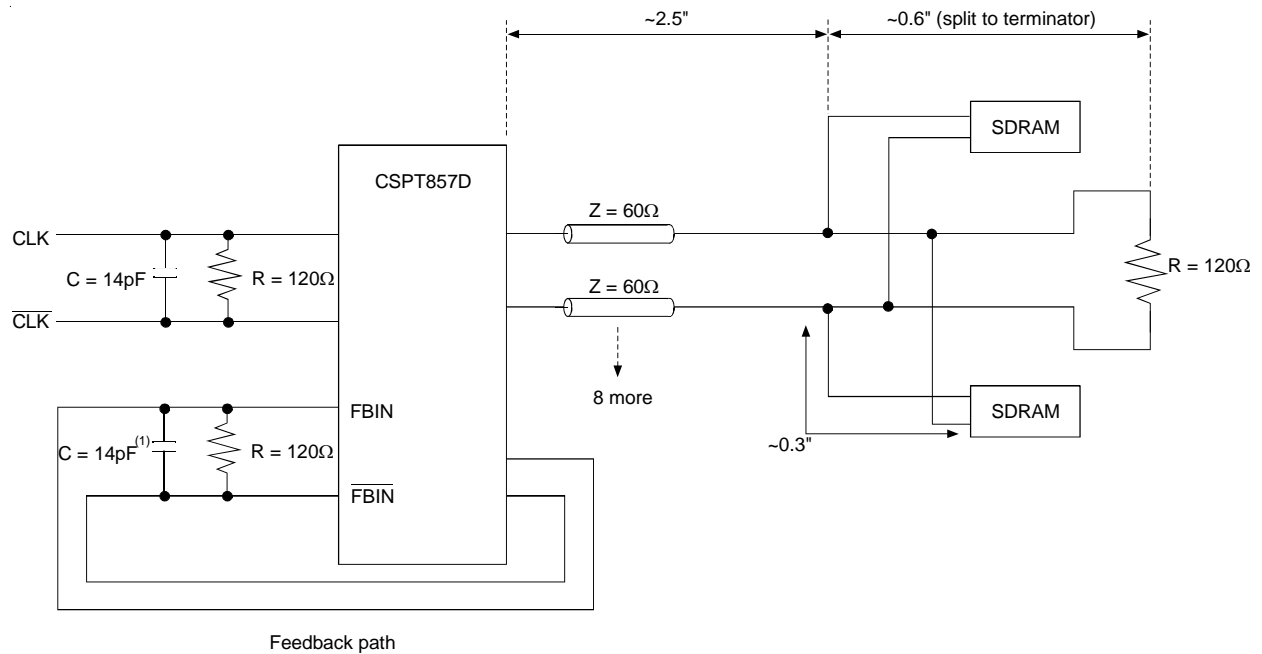 ~2.5"
~0.6" (split to terminator)
SDRAM
CSPT857D
Z = 60Ω
CLK
C = 14pF
R = 120Ω
R = 120Ω
Z = 60Ω
CLK
8 more
FBIN
SDRAM
~0.3"
C = 14pF(1)
R = 120Ω
FBIN
Feedback path